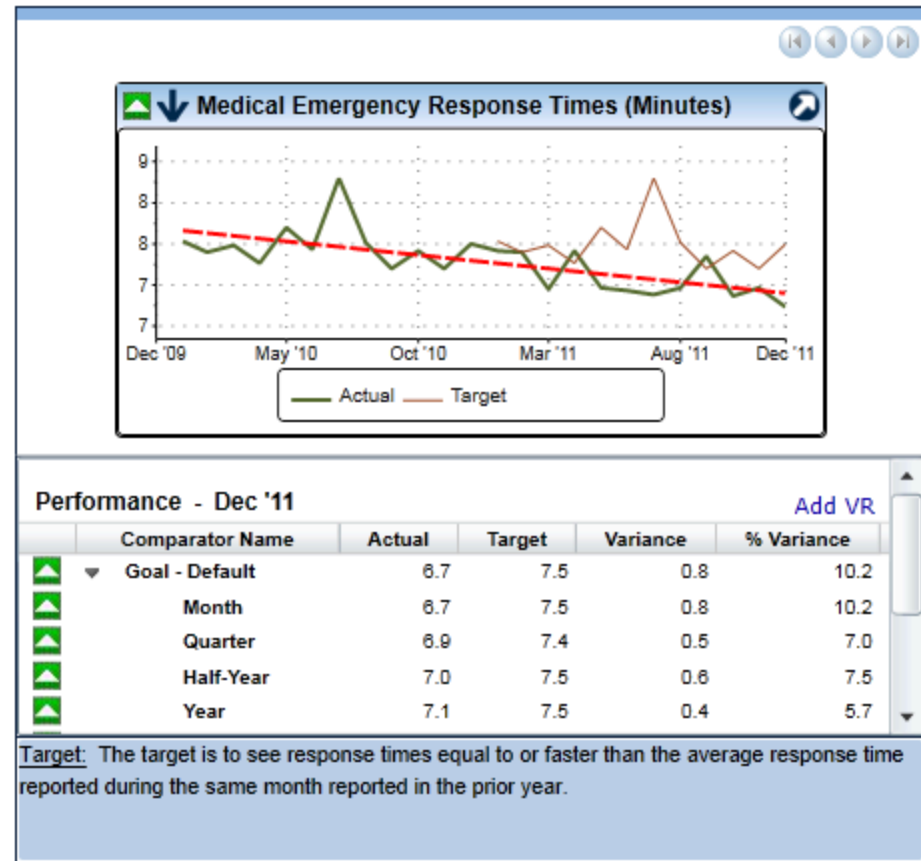 Medical Emergency Response Times (Minutes)
9
8
8
7
7
Dec '09 May '10 Oct '10 Mar '11 Aug '11 Dec '11
Actual Target
Performance - Dec '11 Add VR
Comparator Name Actual Target Variance % Variance
Goal - Default 6.7 7.5 0.8 10.2
Month 6.7 7.5 0.8 10.2
Quarter 6.9 7.4 0.5 7.0
Half-Year 7.0 7.5 0.6 7.5
Year 7.1 7.5 0.4 5.7
Target: The target is to see response times equal to or faster than the average response time
reported during the same month reported in the prior year.